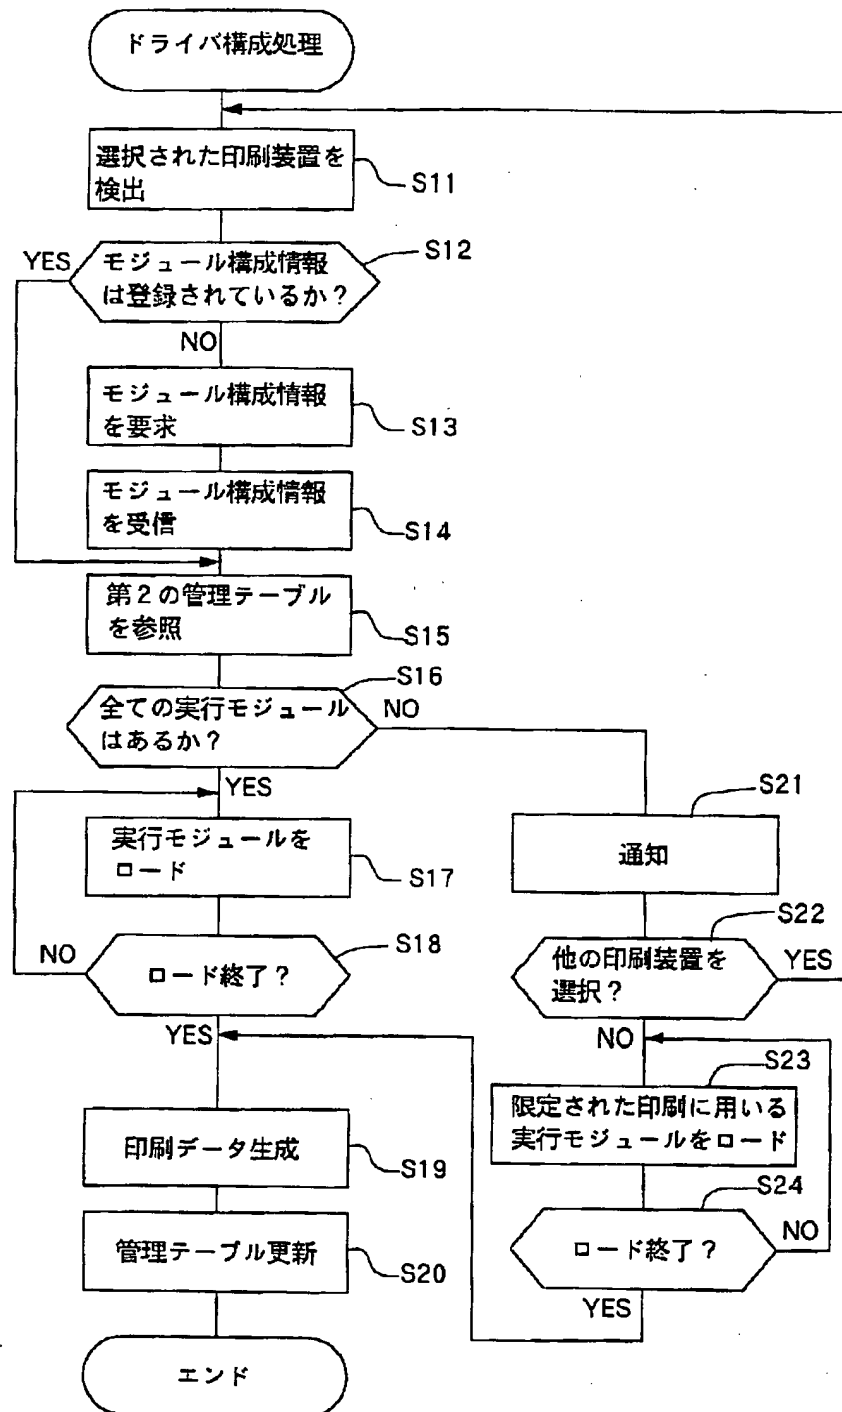 ドライバ構成処理
選択された印刷装置を
検出
S11
モジュール構成情報
は登録されているか?
S12
YES
NO
モジュール構成情報
を要求
S13
モジュール構成情報
を受信
S14
第2の管理テーブル
を参照
S15
全ての実行モジュール
はあるか?
S16
NO
YES
実行モジュールを
ロード
S17
ロード終了?
S18
NO
YES
印刷データ生成
S19
管理テーブル更新
S20
エンド
通知
S21
他の印刷装置を
選択?
S22
YES
NO
限定された印刷に用いる
実行モジュールをロード
S23
ロード終了?
S24
NO
YES